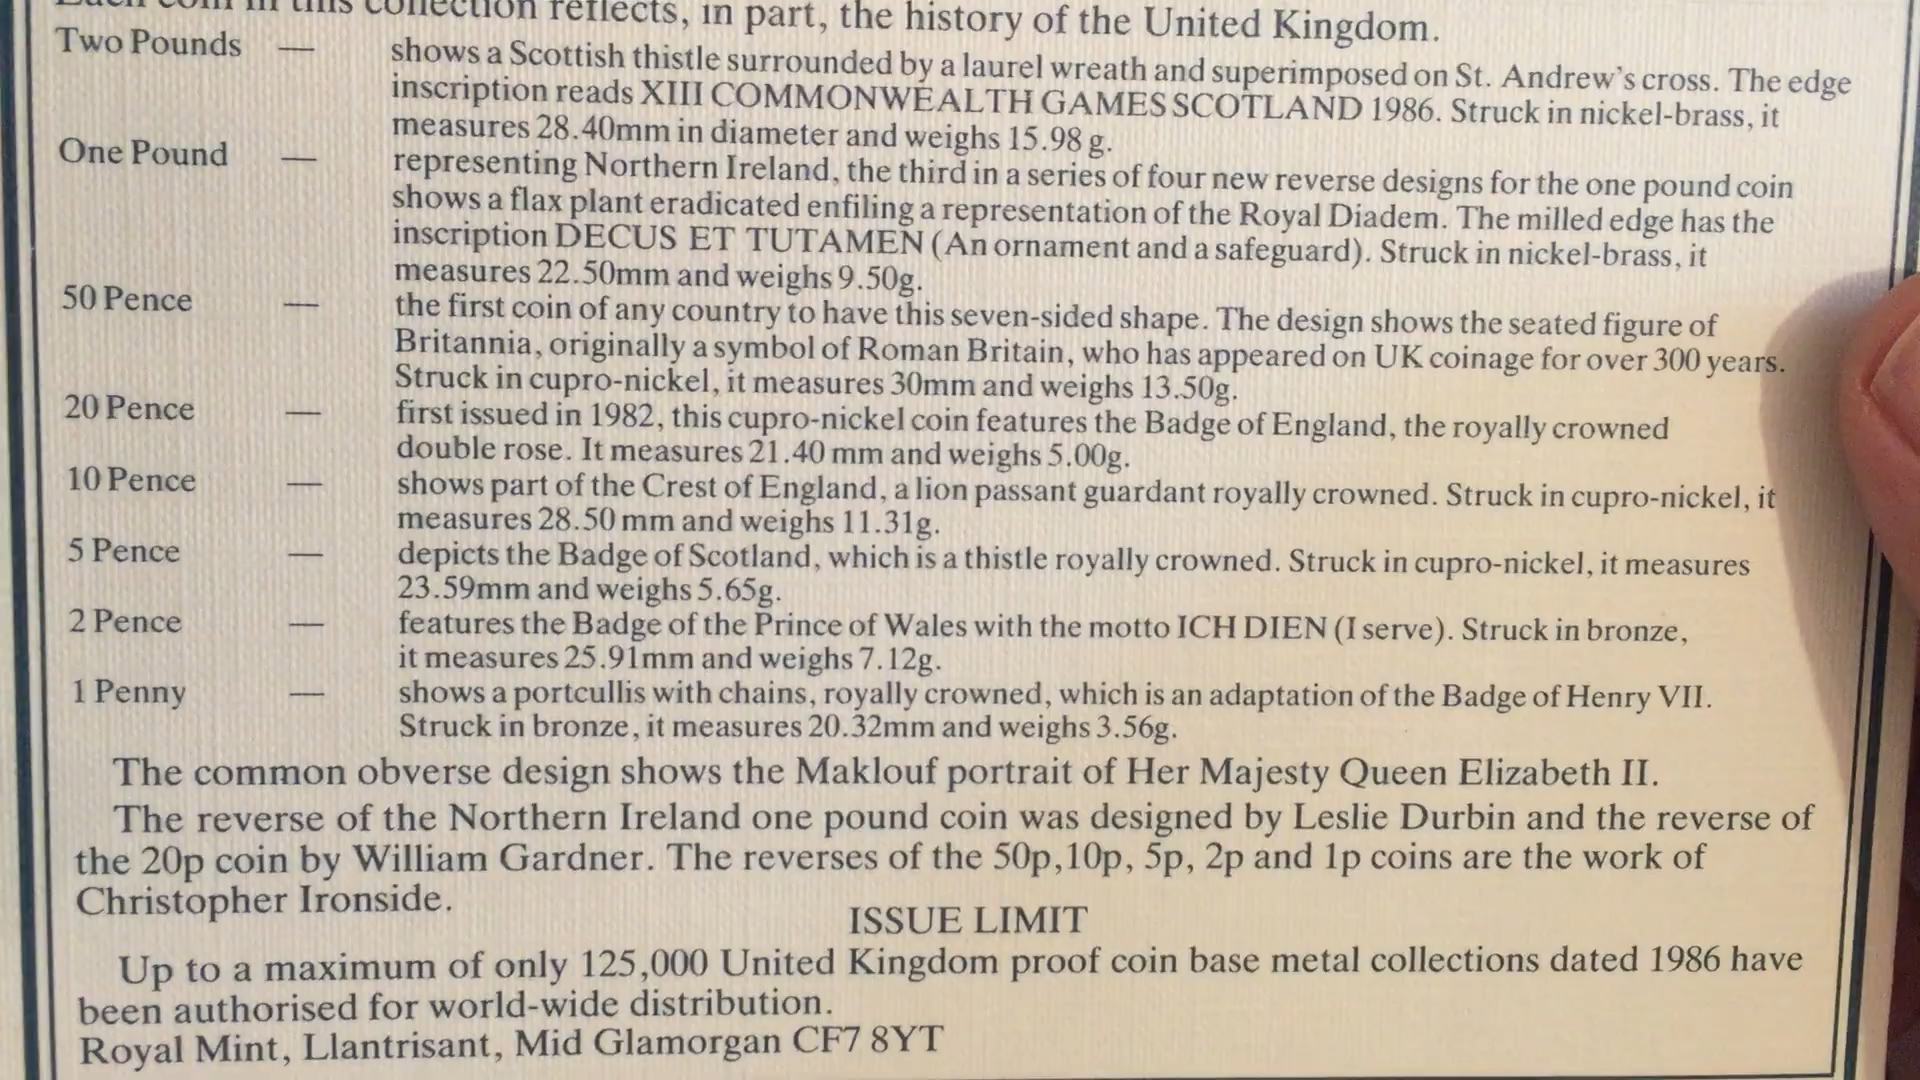 Each coin in this collection reflects, in part, the history of the United Kingdom.
Two Pounds — shows a Scottish thistle surrounded by a laurel wreath and superimposed on St. Andrew's cross. The edge
inscription reads XIII COMMONWEALTH GAMES SCOTLAND 1986. Struck in nickel-brass, it
measures 28.40mm in diameter and weighs 15.98 g.
One Pound — representing Northern Ireland, the third in a series of four new reverse designs for the one pound coin
shows a flax plant eradicated enfiling a representation of the Royal Diadem. The milled edge has the
inscription DECUS ET TUTAMEN (An ornament and a safeguard). Struck in nickel-brass, it
measures 22.50mm and weighs 9.50g.
50 Pence — the first coin of any country to have this seven-sided shape. The design shows the seated figure of
Britannia, originally a symbol of Roman Britain, who has appeared on UK coinage for over 300 years.
Struck in cupro-nickel, it measures 30mm and weighs 13.50g.
20 Pence — first issued in 1982, this cupro-nickel coin features the Badge of England, the royally crowned
double rose. It measures 21.40 mm and weighs 5.00g.
10 Pence — shows part of the Crest of England, a lion passant guardant royally crowned. Struck in cupro-nickel, it
measures 28.50 mm and weighs 11.31g.
5 Pence — depicts the Badge of Scotland, which is a thistle royally crowned. Struck in cupro-nickel, it measures
23.59mm and weighs 5.65g.
2 Pence — features the Badge of the Prince of Wales with the motto ICH DIEN (I serve). Struck in bronze,
it measures 25.91mm and weighs 7.12g.
1 Penny — shows a portcullis with chains, royally crowned, which is an adaptation of the Badge of Henry VII.
Struck in bronze, it measures 20.32mm and weighs 3.56g.
The common obverse design shows the Maklouf portrait of Her Majesty Queen Elizabeth II.
The reverse of the Northern Ireland one pound coin was designed by Leslie Durbin and the reverse of
the 20p coin by William Gardner. The reverses of the 50p, 10p, 5p, 2p and 1p coins are the work of
Christopher Ironside.
ISSUE LIMIT
Up to a maximum of only 125,000 United Kingdom proof coin base metal collections dated 1986 have
been authorised for world-wide distribution.
Royal Mint, Llantrisant, Mid Glamorgan CF7 8YT